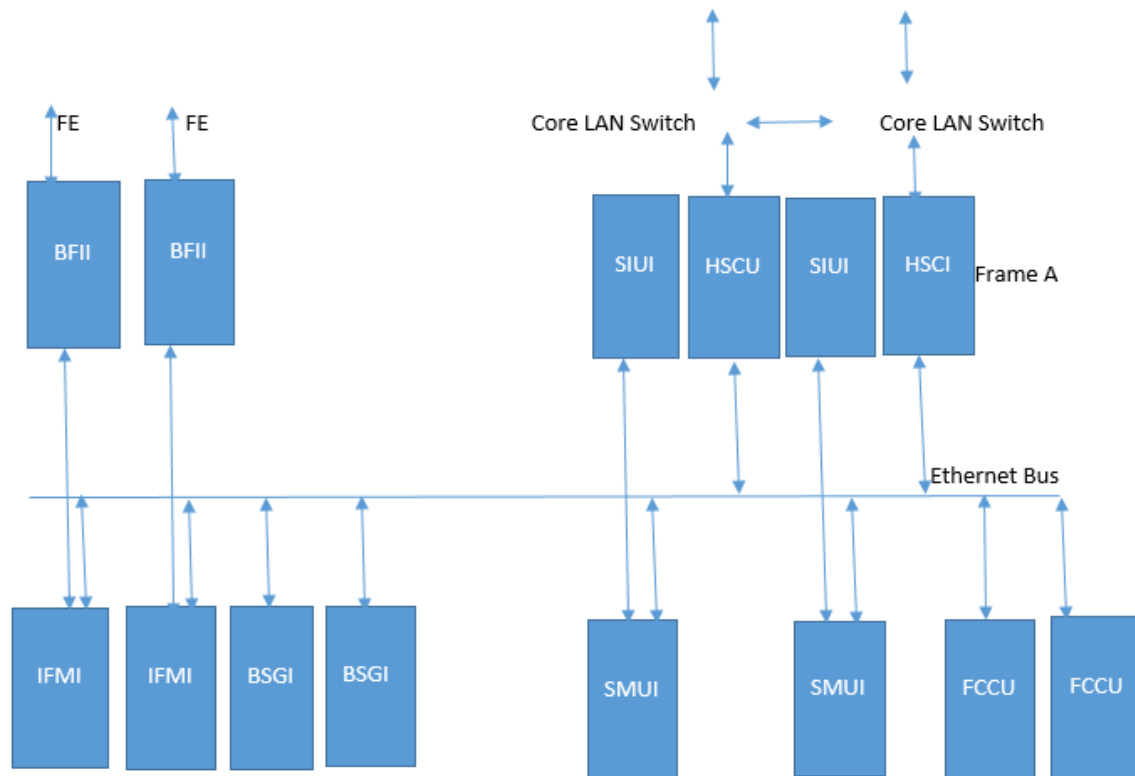 FE
FE
Core LAN Switch
Core LAN Switch
BFII
BFII
SIUI
HSCU
SIUI
HSCI
Frame A
Ethernet Bus
IFMI
IFMI
BSGI
BSGI
SMUI
SMUI
FCCU
FCCU